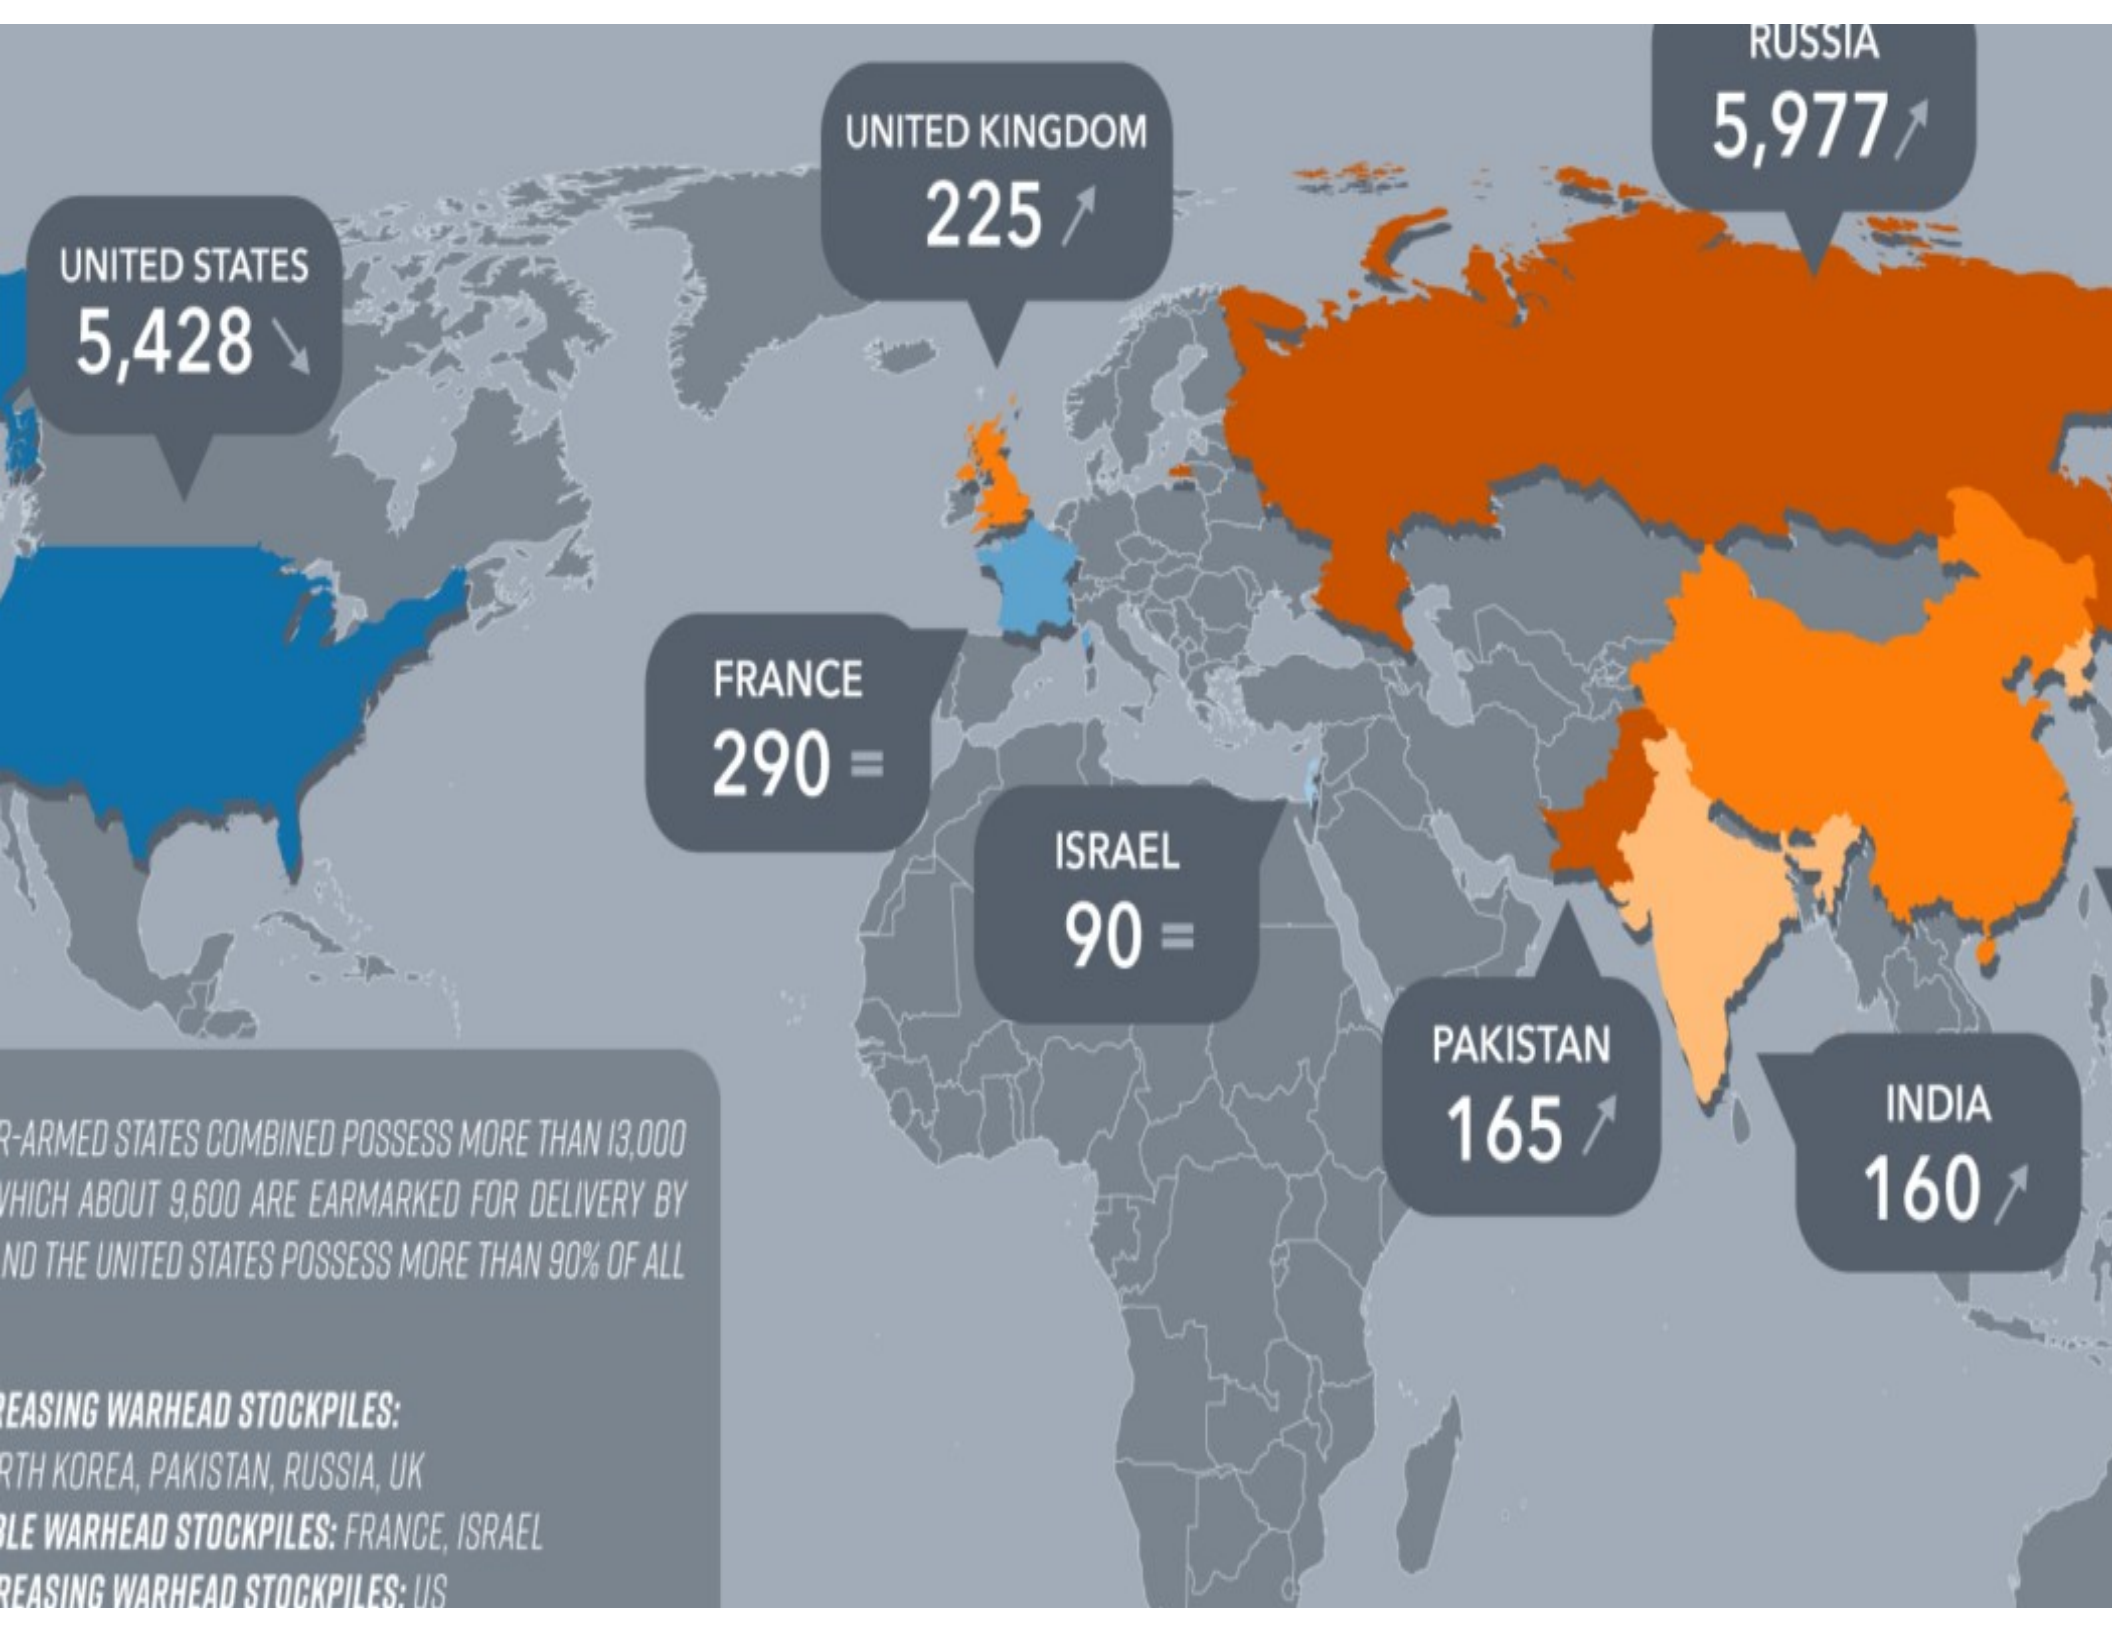 RUSSIA
5,977
UNITED KINGDOM
225
UNITED STATES
5,428
FRANCE
290 =
ISRAEL
90 =
PAKISTAN
165
INDIA
160
R-ARMED STATES COMBINED POSSESS MORE THAN 13,000
WHICH ABOUT 9,600 ARE EARMARKED FOR DELIVERY BY
ND THE UNITED STATES POSSESS MORE THAN 90% OF ALL
REASING WARHEAD STOCKPILES:
RTH KOREA, PAKISTAN, RUSSIA, UK
BLE WARHEAD STOCKPILES: FRANCE, ISRAEL
REASING WARHEAD STOCKPILES: US